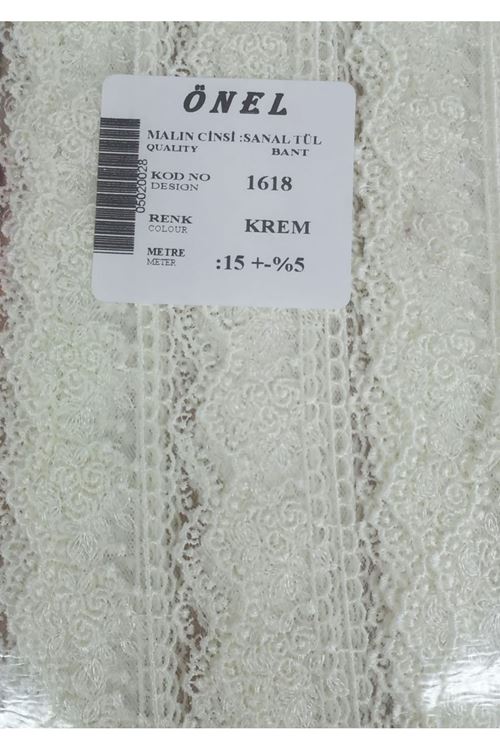 ÖNEL
MALIN CİNSİ :SANAL TÜL
QUALITY BANT
KOD NO 1618
DESIGN
RENK KREM
COLOUR
METRE :15 +-%5
METER
05020028